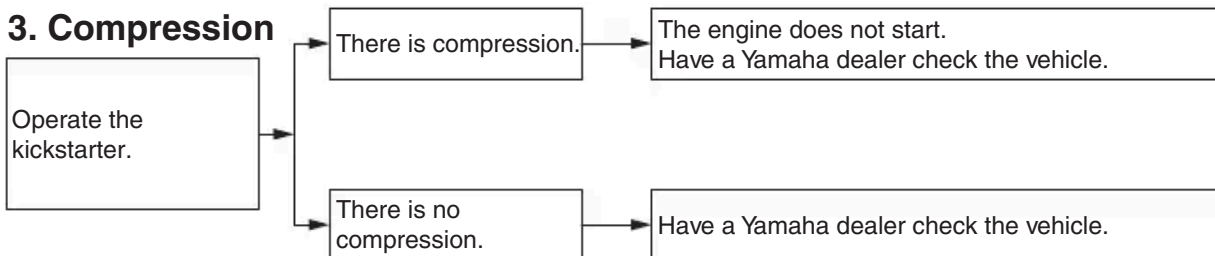 3. Compression
Operate the
kickstarter.
There is compression.
The engine does not start.
Have a Yamaha dealer check the vehicle.
There is no
compression.
Have a Yamaha dealer check the vehicle.